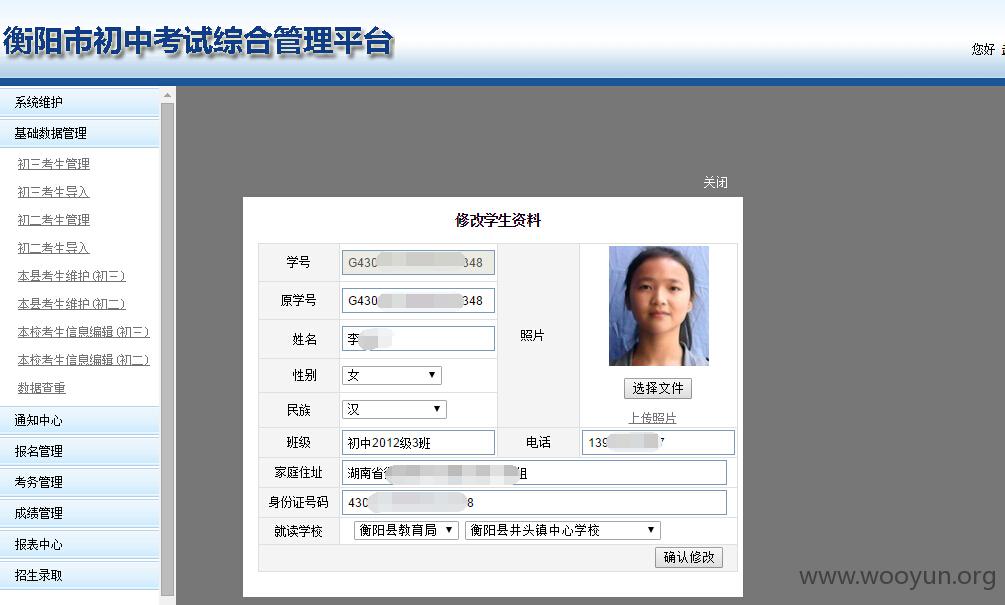 衡阳市初中考试综合管理平台
您好
系统维护
基础数据管理
初三考生管理
初三考生导入
初二考生管理
初二考生导入
本县考生维护(初三)
本县考生维护(初二)
本校考生信息编辑(初三)
本校考生信息编辑(初二)
数据查重
通知中心
报名管理
考务管理
成绩管理
报表中心
招生录取
关闭
修改学生资料
学号 G430 348
原学号 G430 348
姓名 李
照片
性别 女
选择文件
民族 汉
上传照片
班级 初中2012级3班 电话 139 7
家庭住址 湖南省 组
身份证号码 430 8
就读学校 衡阳县教育局 衡阳县井头镇中心学校
确认修改
www.wooyun.org